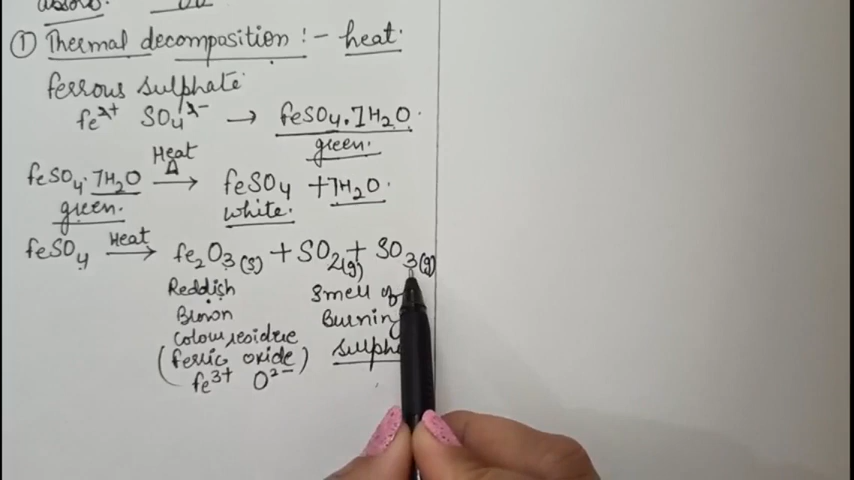 absorb.
① Thermal decomposition :- heat.
ferrous sulphate
fe²⁺ SO₄²⁻ → feSO₄.7H₂O.
green.
feSO₄.7H₂O Heat Δ → feSO₄ + 7H₂O.
green. white.
feSO₄ Heat → fe₂O₃(s) + SO₂(g) + SO₃(g)
Reddish Smell of
Brown Burning
colour residue
(ferric oxide)
fe³⁺ O²⁻